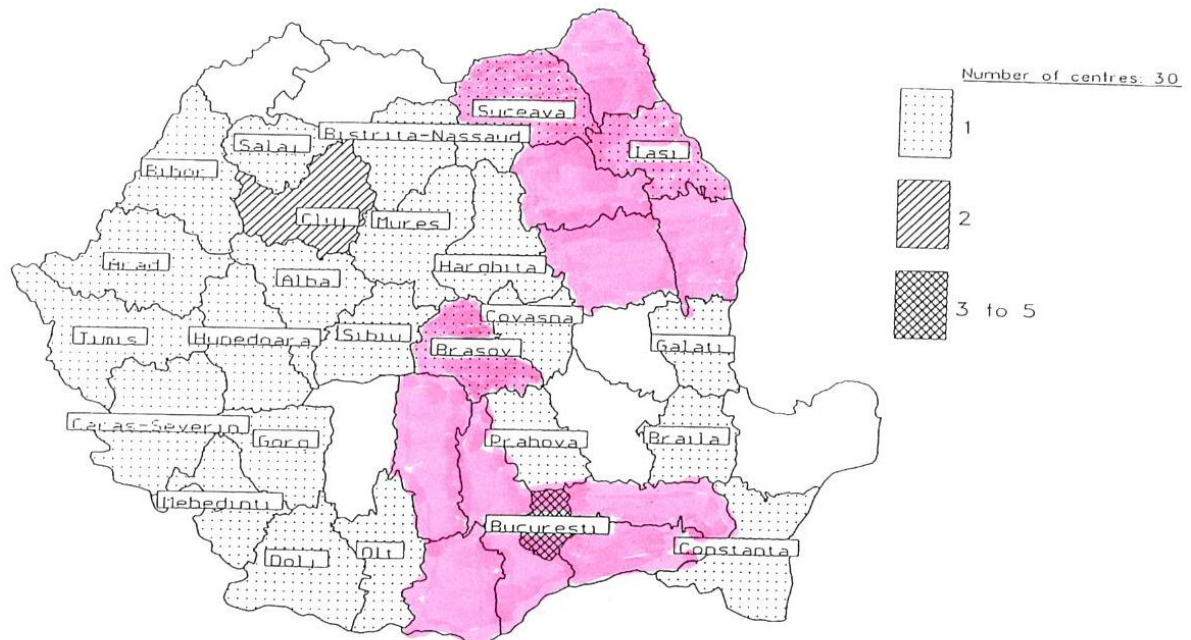 Number of centres: 30
1
2
3 to 5
Suceava
Bistrita-Nassaud
Salaj
Iasi
Bihor
Cluj
Mures
Arad
Alba
Harghita
Timis
Hunedoara
Sibiu
Covasna
Brasov
Galati
Caras-Severin
Gorj
Prahova
Braila
Mehedinti
Bucuresti
Dolj
Olt
Constanta